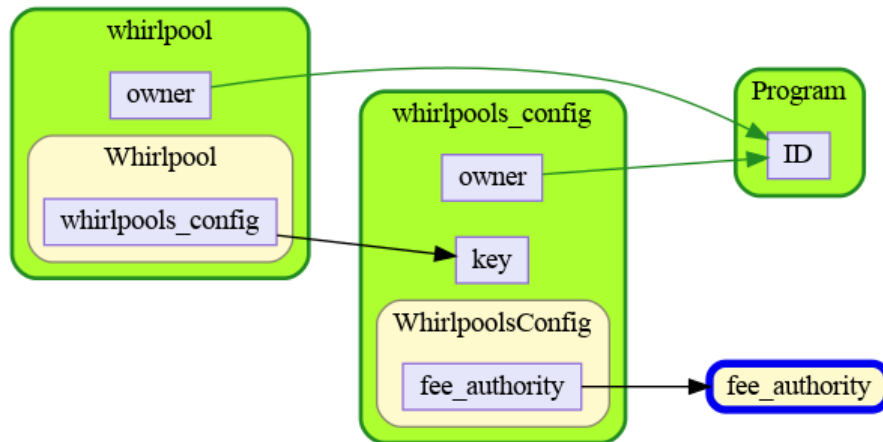 whirlpool
owner
Whirlpool
whirlpools_config
whirlpools_config
owner
key
WhirlpoolsConfig
fee_authority
Program
ID
fee_authority